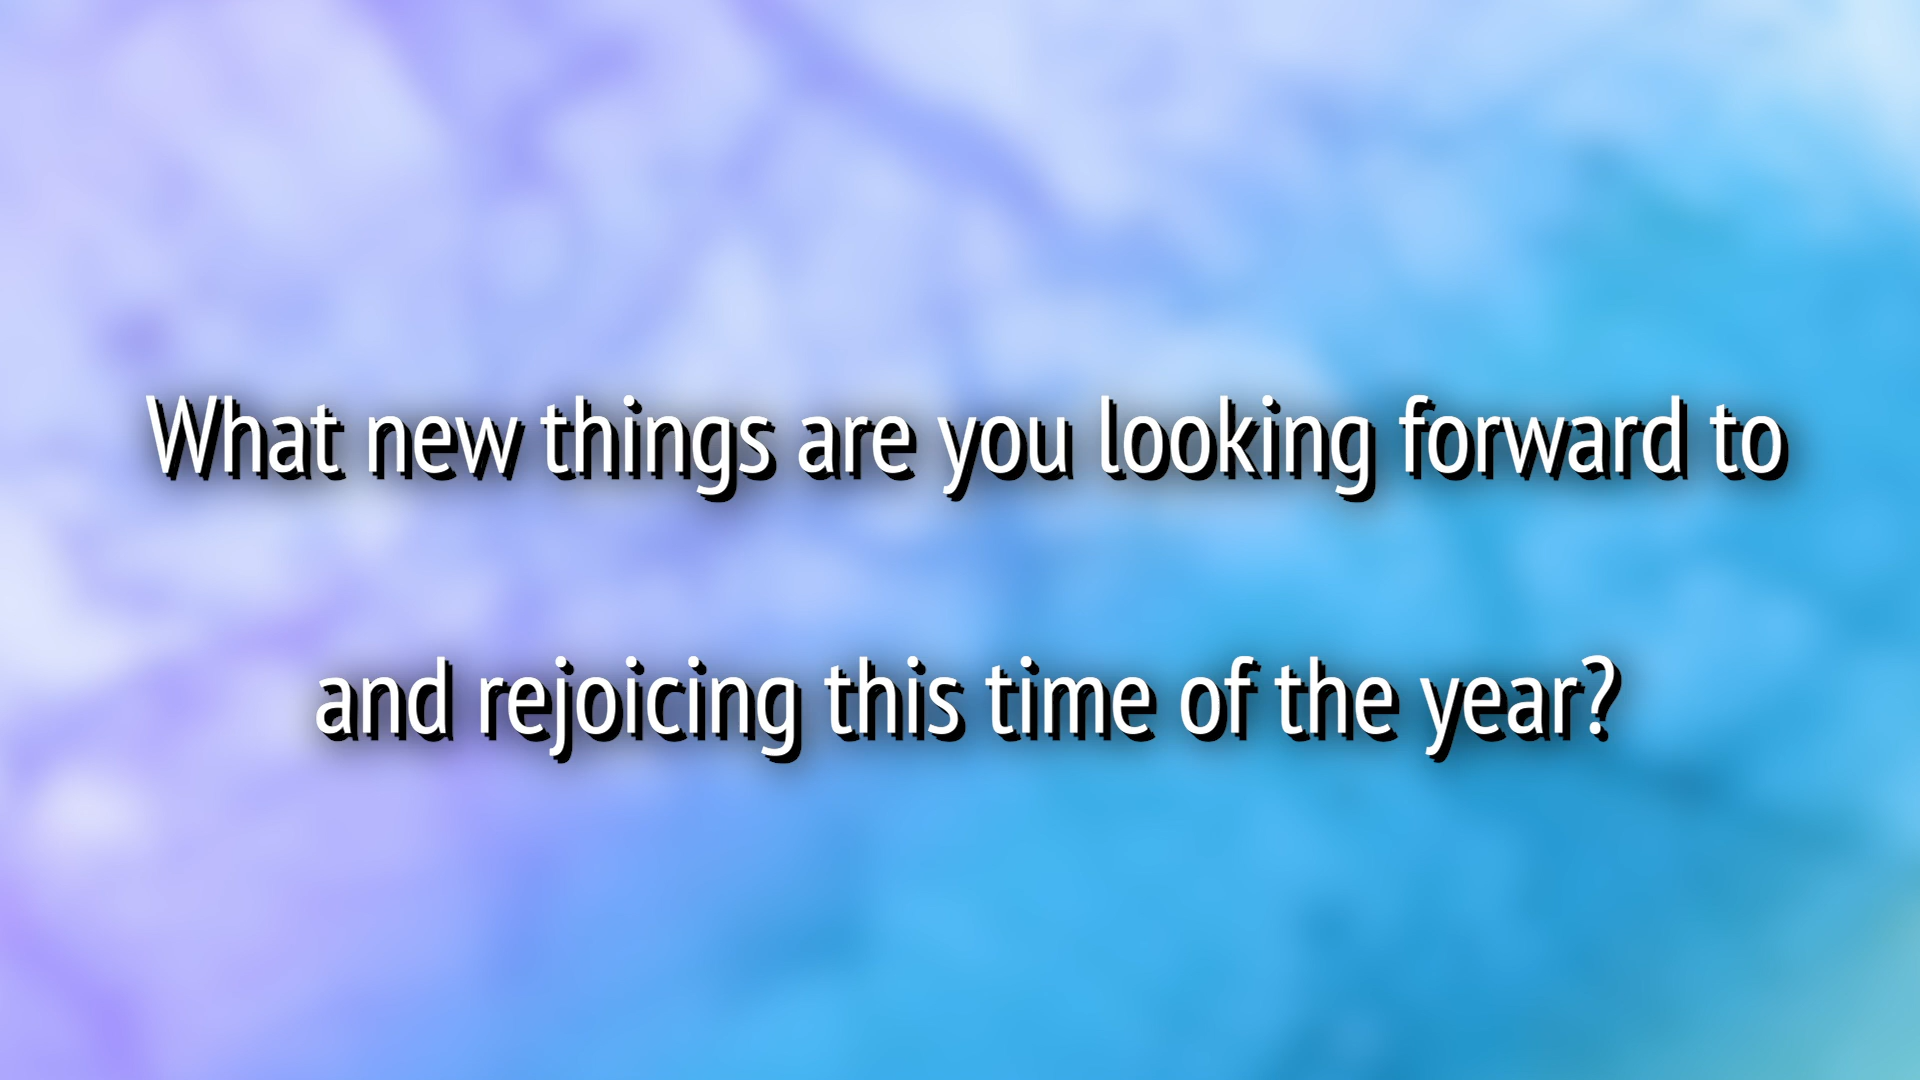 What new things are you looking forward to
and rejoicing this time of the year?